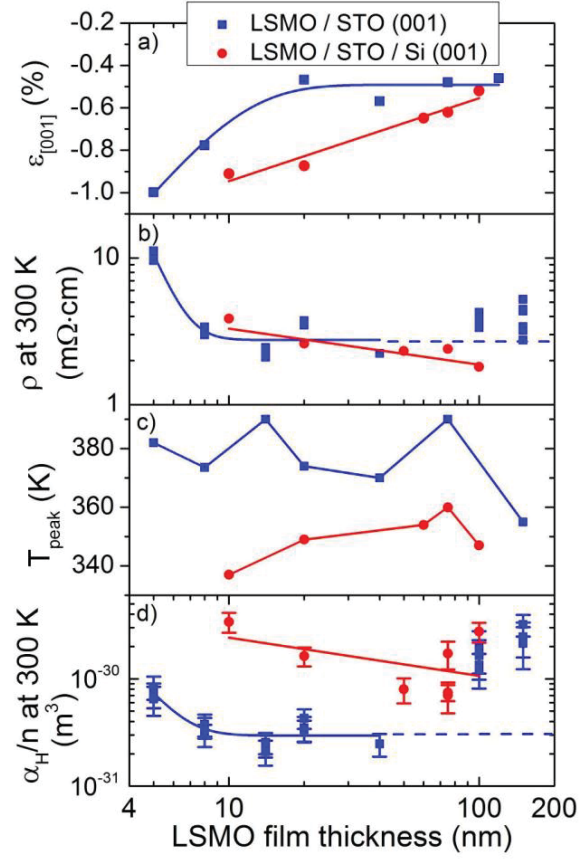 LSMO / STO (001)
LSMO / STO / Si (001)
a)
ε[001] (%)
-0.2
-0.4
-0.6
-0.8
-1.0
b)
ρ at 300 K
(mΩ·cm)
10
1
c)
Tpeak (K)
380
360
340
d)
αH/n at 300 K
(m³)
10⁻³⁰
10⁻³¹
4 10 100 200
LSMO film thickness (nm)